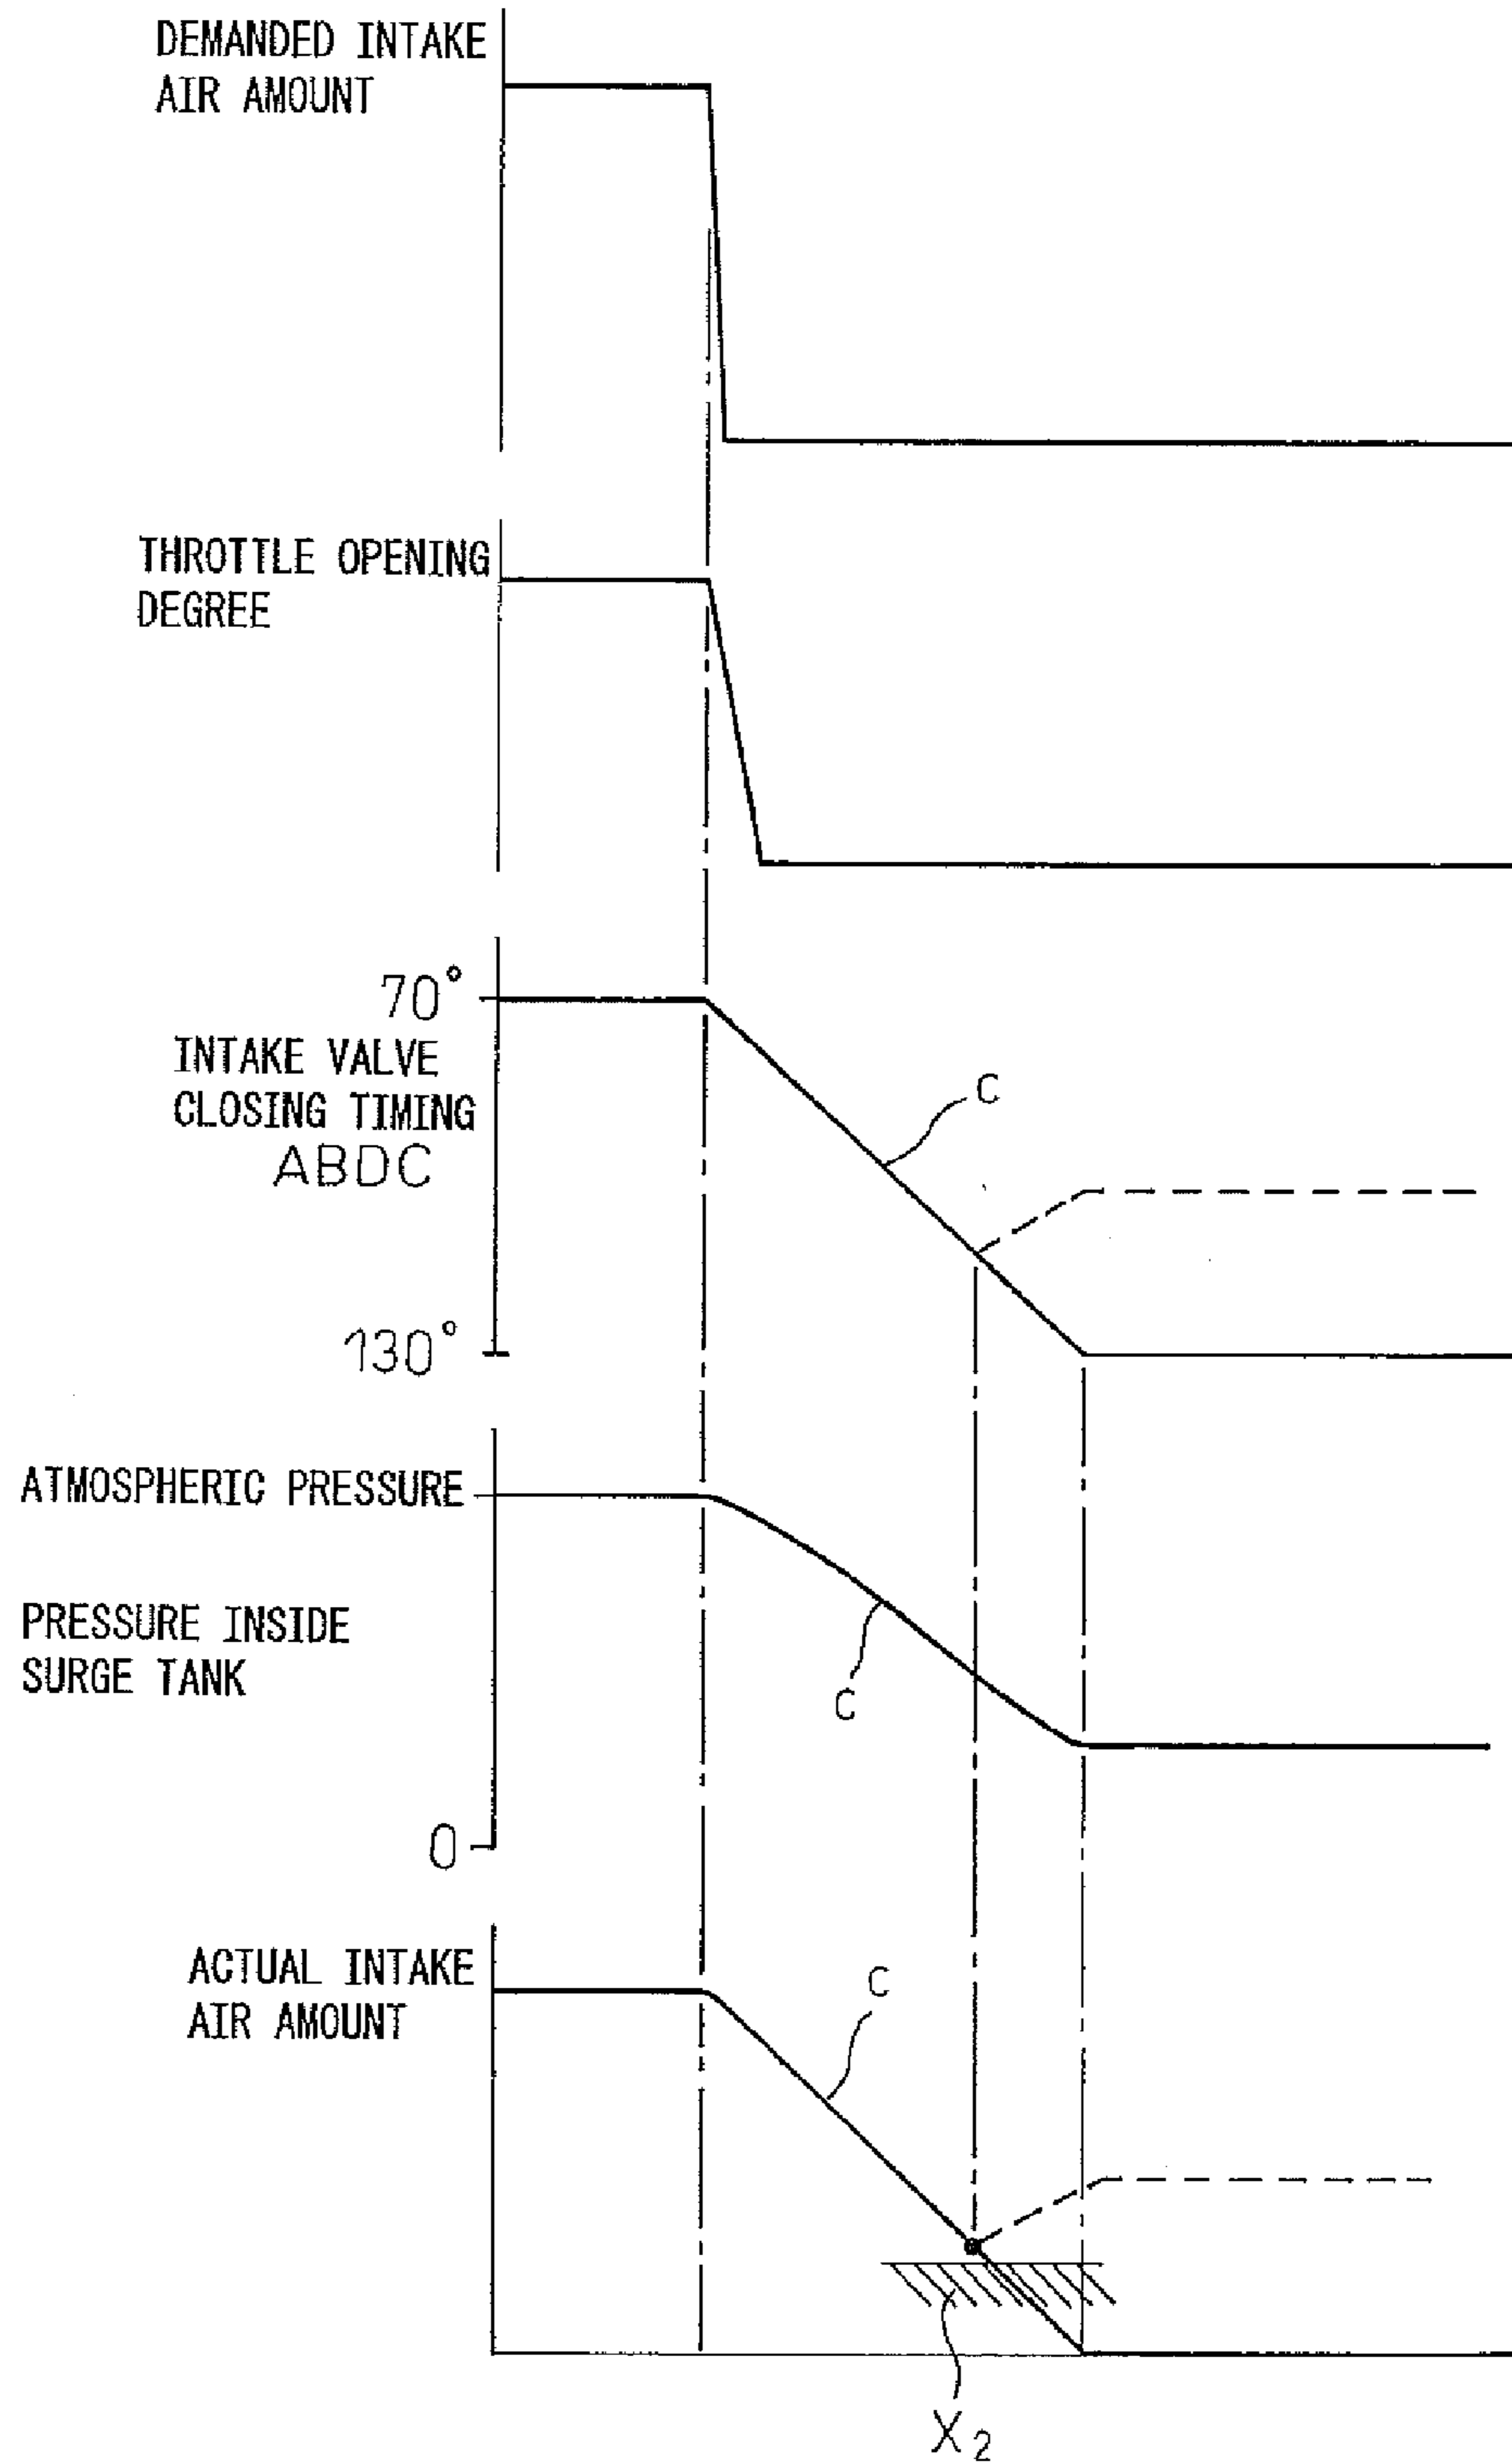 DEMANDED INTAKE
AIR AMOUNT
THROTTLE OPENING
DEGREE
70°
INTAKE VALVE
CLOSING TIMING
ABDC
C
130°
ATMOSPHERIC PRESSURE
PRESSURE INSIDE
SURGE TANK
C
0
ACTUAL INTAKE
AIR AMOUNT
C
X₂